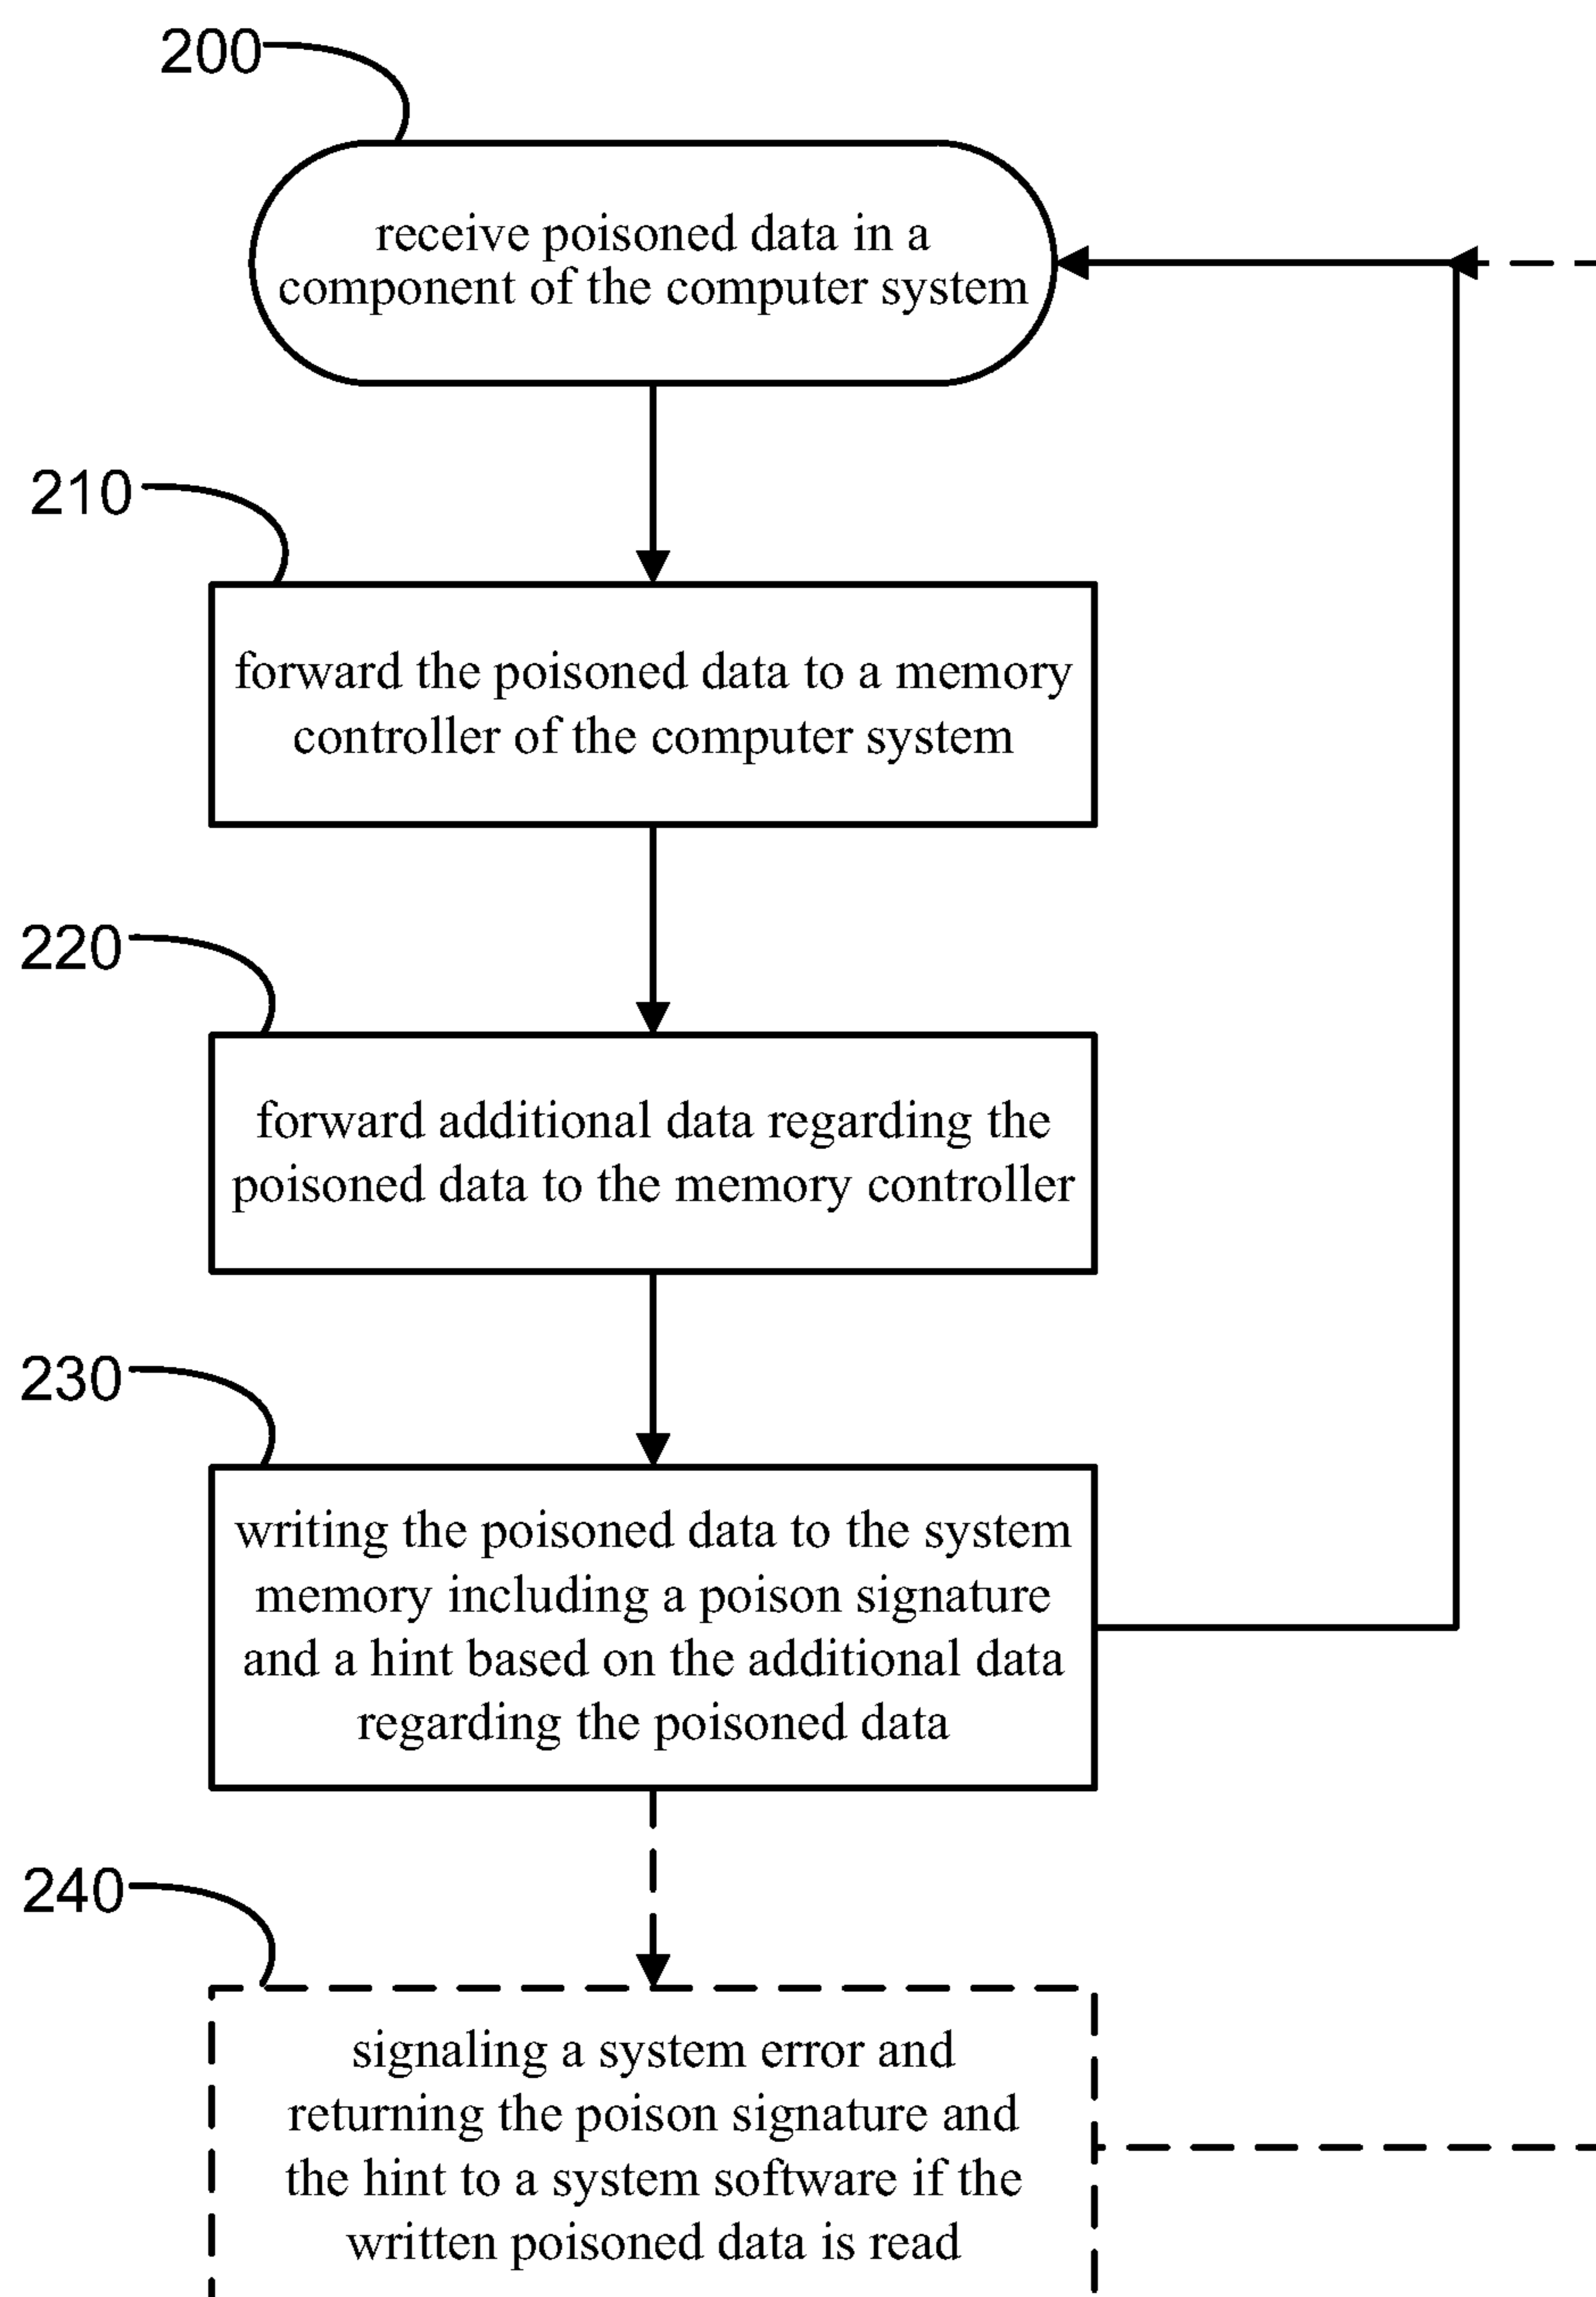 200
receive poisoned data in a
component of the computer system
210
forward the poisoned data to a memory
controller of the computer system
220
forward additional data regarding the
poisoned data to the memory controller
230
writing the poisoned data to the system
memory including a poison signature
and a hint based on the additional data
regarding the poisoned data
240
signaling a system error and
returning the poison signature and
the hint to a system software if the
written poisoned data is read